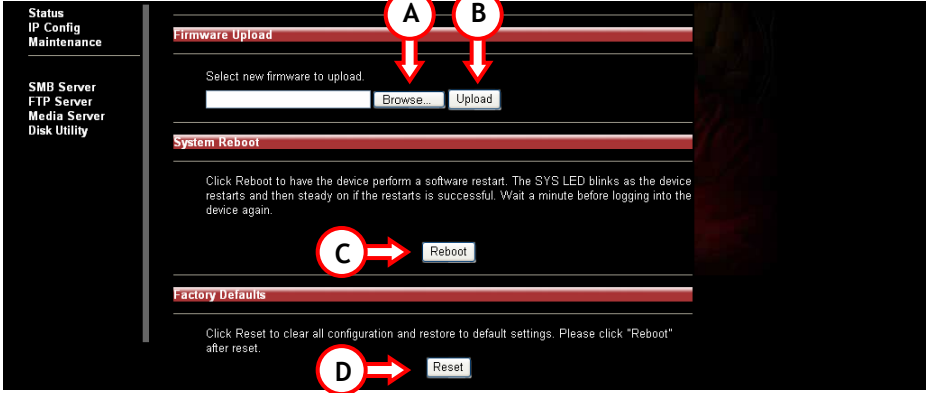 Status
IP Config
Maintenance
SMB Server
FTP Server
Media Server
Disk Utility
A
B
Firmware Upload
Select new firmware to upload.
Browse... Upload
System Reboot
Click Reboot to have the device perform a software restart. The SYS LED blinks as the device
restarts and then steady on if the restarts is successful. Wait a minute before logging into the
device again.
C
Reboot
Factory Defaults
Click Reset to clear all configuration and restore to default settings. Please click "Reboot"
after reset.
D
Reset